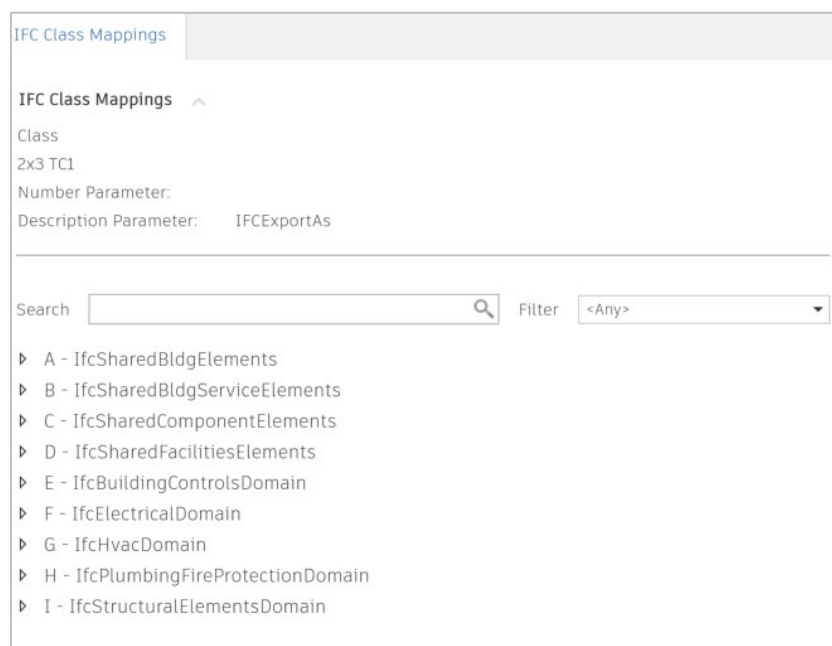 IFC Class Mappings
IFC Class Mappings
Class
2x3 TC1
Number Parameter:
Description Parameter: IFCExportAs
Search Filter <Any>
A - IfcSharedBldgElements
B - IfcSharedBldgServiceElements
C - IfcSharedComponentElements
D - IfcSharedFacilitiesElements
E - IfcBuildingControlsDomain
F - IfcElectricalDomain
G - IfcHvacDomain
H - IfcPlumbingFireProtectionDomain
I - IfcStructuralElementsDomain